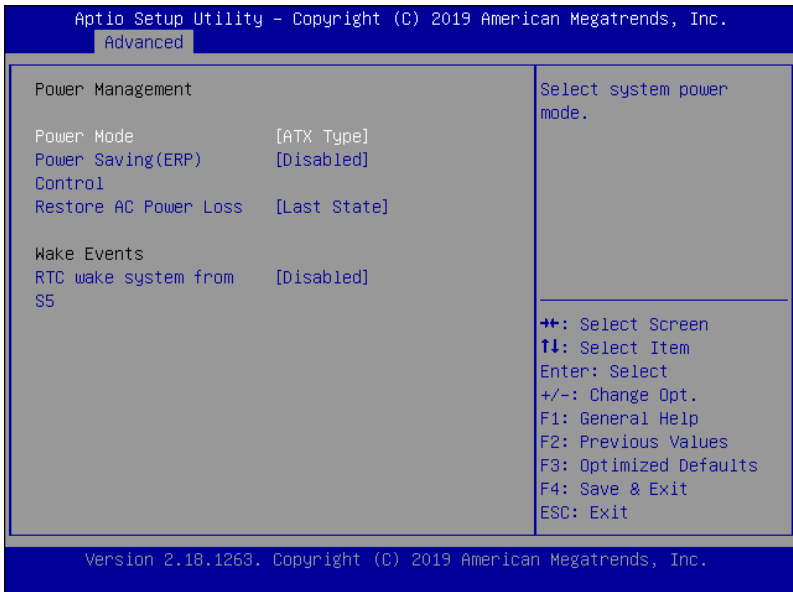 Aptio Setup Utility – Copyright (C) 2019 American Megatrends, Inc.
Advanced
Power Management
Power Mode [ATX Type]
Power Saving(ERP) [Disabled]
Control
Restore AC Power Loss [Last State]
Wake Events
RTC wake system from [Disabled]
S5
Select system power
mode.
→←: Select Screen
↑↓: Select Item
Enter: Select
+/-: Change Opt.
F1: General Help
F2: Previous Values
F3: Optimized Defaults
F4: Save & Exit
ESC: Exit
Version 2.18.1263. Copyright (C) 2019 American Megatrends, Inc.